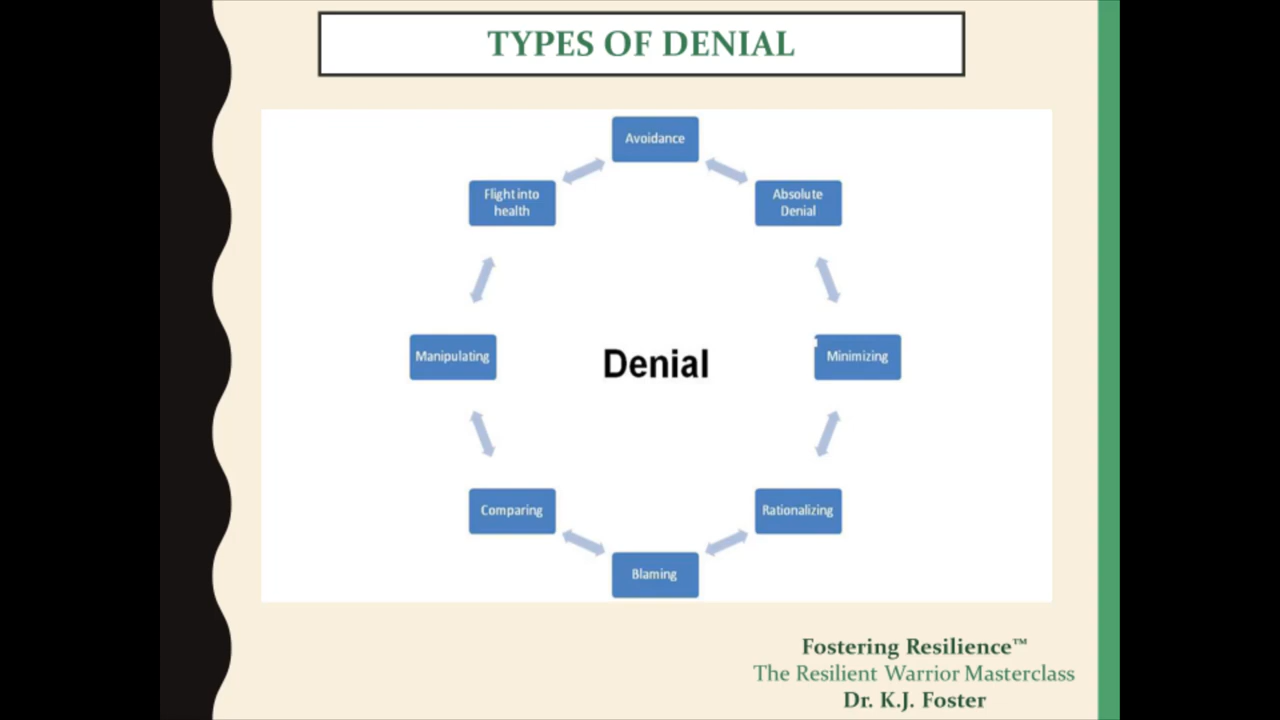 TYPES OF DENIAL
Avoidance
Flight into
health
Absolute
Denial
Manipulating
Denial
Minimizing
Comparing
Rationalizing
Blaming
Fostering Resilience™
The Resilient Warrior Masterclass
Dr. K.J. Foster